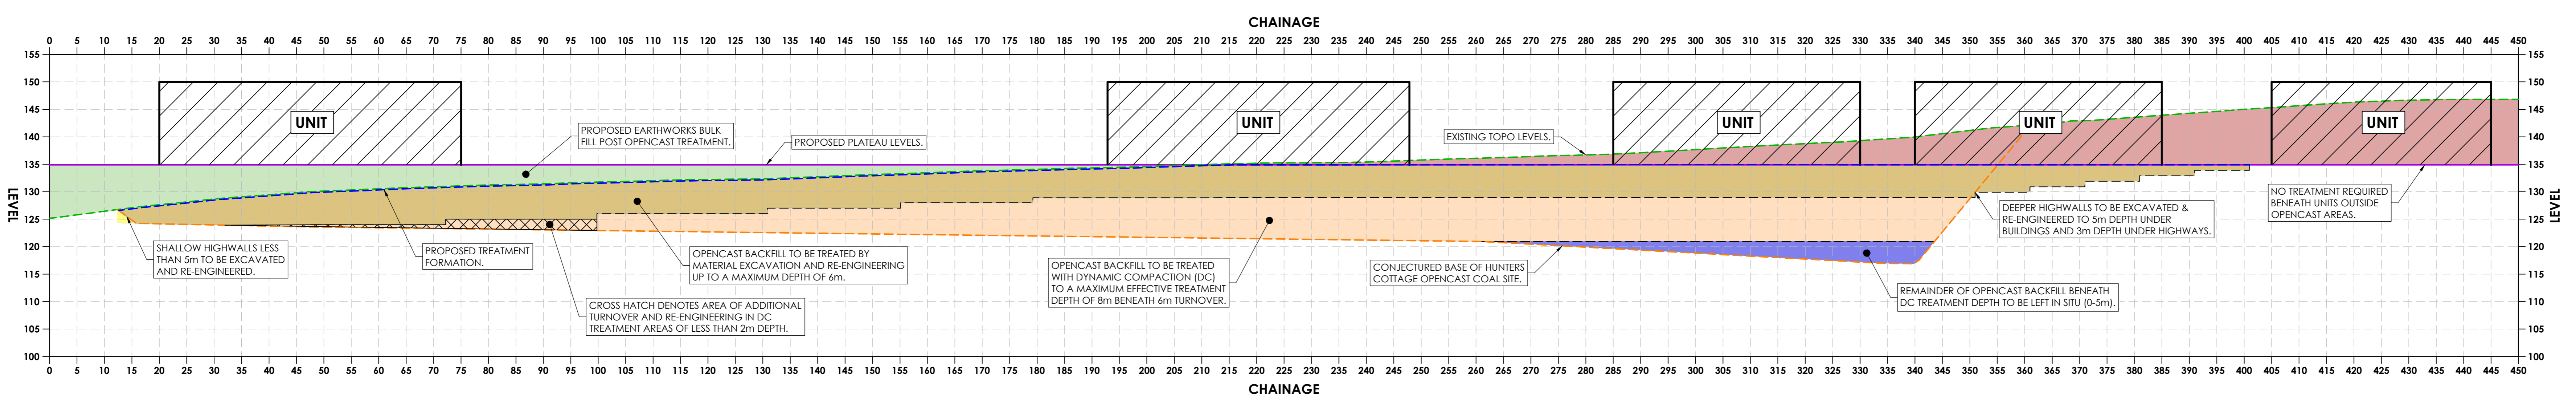 CHAINAGE
0 5 10 15 20 25 30 35 40 45 50 55 60 65 70 75 80 85 90 95 100 105 110 115 120 125 130 135 140 145 150 155 160 165 170 175 180 185 190 195 200 205 210 215 220 225 230 235 240 245 250 255 260 265 270 275 280 285 290 295 300 305 310 315 320 325 330 335 340 345 350 355 360 365 370 375 380 385 390 395 400 405 410 415 420 425 430 435 440 445 450
155 155
150 150
145 145
140 140
135 135
130 130
125 125
120 120
115 115
110 110
105 105
100 100
LEVEL
LEVEL
UNIT
UNIT
UNIT
UNIT
UNIT
PROPOSED EARTHWORKS BULK
FILL POST OPENCAST TREATMENT.
PROPOSED PLATEAU LEVELS.
EXISTING TOPO LEVELS.
SHALLOW HIGHWALLS LESS
THAN 5m TO BE EXCAVATED
AND RE-ENGINEERED.
PROPOSED TREATMENT
FORMATION.
CROSS HATCH DENOTES AREA OF ADDITIONAL
TURNOVER AND RE-ENGINEERING IN DC
TREATMENT AREAS OF LESS THAN 2m DEPTH.
OPENCAST BACKFILL TO BE TREATED BY
MATERIAL EXCAVATION AND RE-ENGINEERING
UP TO A MAXIMUM DEPTH OF 6m.
OPENCAST BACKFILL TO BE TREATED
WITH DYNAMIC COMPACTION (DC)
TO A MAXIMUM EFFECTIVE TREATMENT
DEPTH OF 8m BENEATH 6m TURNOVER.
CONJECTURED BASE OF HUNTERS
COTTAGE OPENCAST COAL SITE.
REMAINDER OF OPENCAST BACKFILL BENEATH
DC TREATMENT DEPTH TO BE LEFT IN SITU (0-5m).
DEEPER HIGHWALLS TO BE EXCAVATED &
RE-ENGINEERED TO 5m DEPTH UNDER
BUILDINGS AND 3m DEPTH UNDER HIGHWAYS.
NO TREATMENT REQUIRED
BENEATH UNITS OUTSIDE
OPENCAST AREAS.
0 5 10 15 20 25 30 35 40 45 50 55 60 65 70 75 80 85 90 95 100 105 110 115 120 125 130 135 140 145 150 155 160 165 170 175 180 185 190 195 200 205 210 215 220 225 230 235 240 245 250 255 260 265 270 275 280 285 290 295 300 305 310 315 320 325 330 335 340 345 350 355 360 365 370 375 380 385 390 395 400 405 410 415 420 425 430 435 440 445 450
CHAINAGE